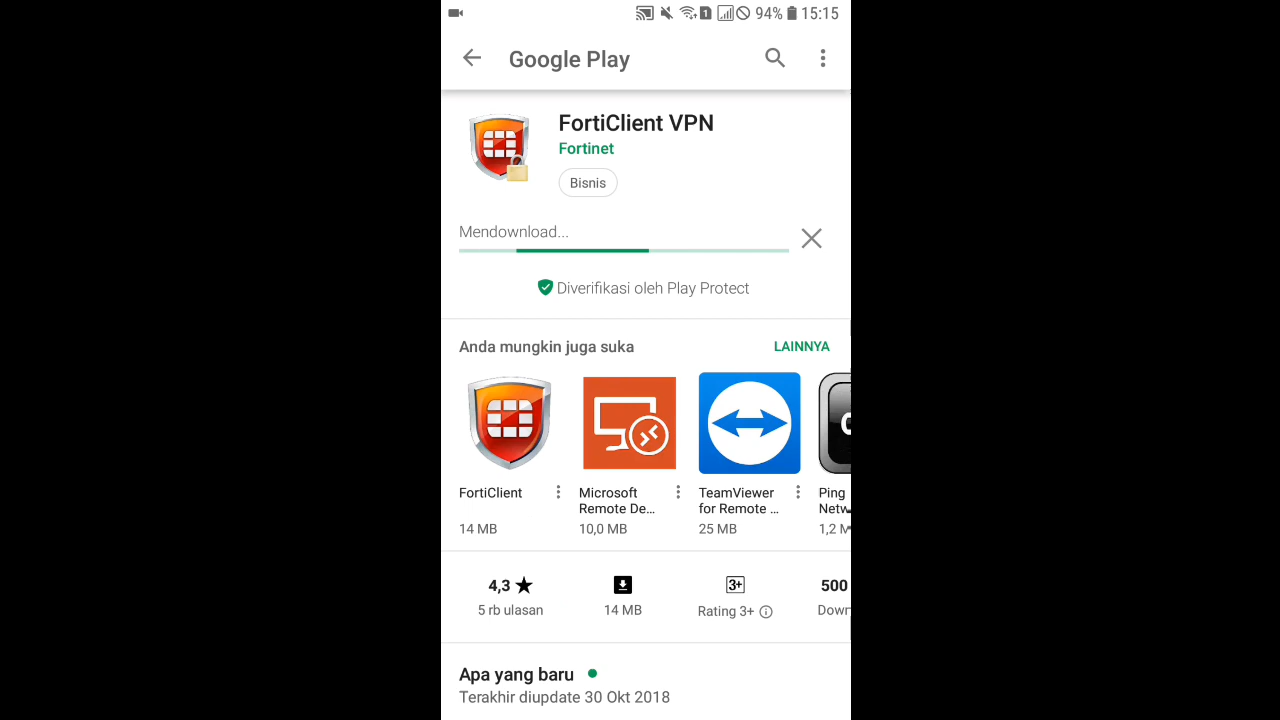 94% 15:15
Google Play
FortiClient VPN
Fortinet
Bisnis
Mendownload...
Diverifikasi oleh Play Protect
Anda mungkin juga suka LAINNYA
FortiClient
14 MB
Microsoft
Remote De...
10,0 MB
TeamViewer
for Remote ...
25 MB
Ping
Netw
1,2 M
4,3 ★
5 rb ulasan
14 MB
3+
Rating 3+
500
Down
Apa yang baru
Terakhir diupdate 30 Okt 2018